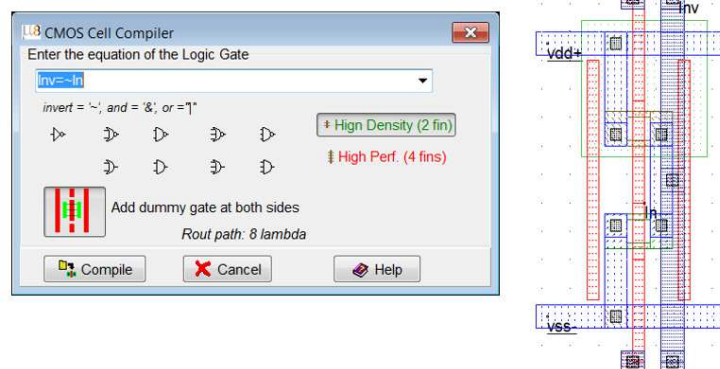 CMOS Cell Compiler
Enter the equation of the Logic Gate
Inv=~In
invert = '~', and = '&', or ='|"
Hign Density (2 fin)
High Perf. (4 fins)
Add dummy gate at both sides
Rout path: 8 lambda
Compile
Cancel
Help
Inv
vdd+
In
vss-